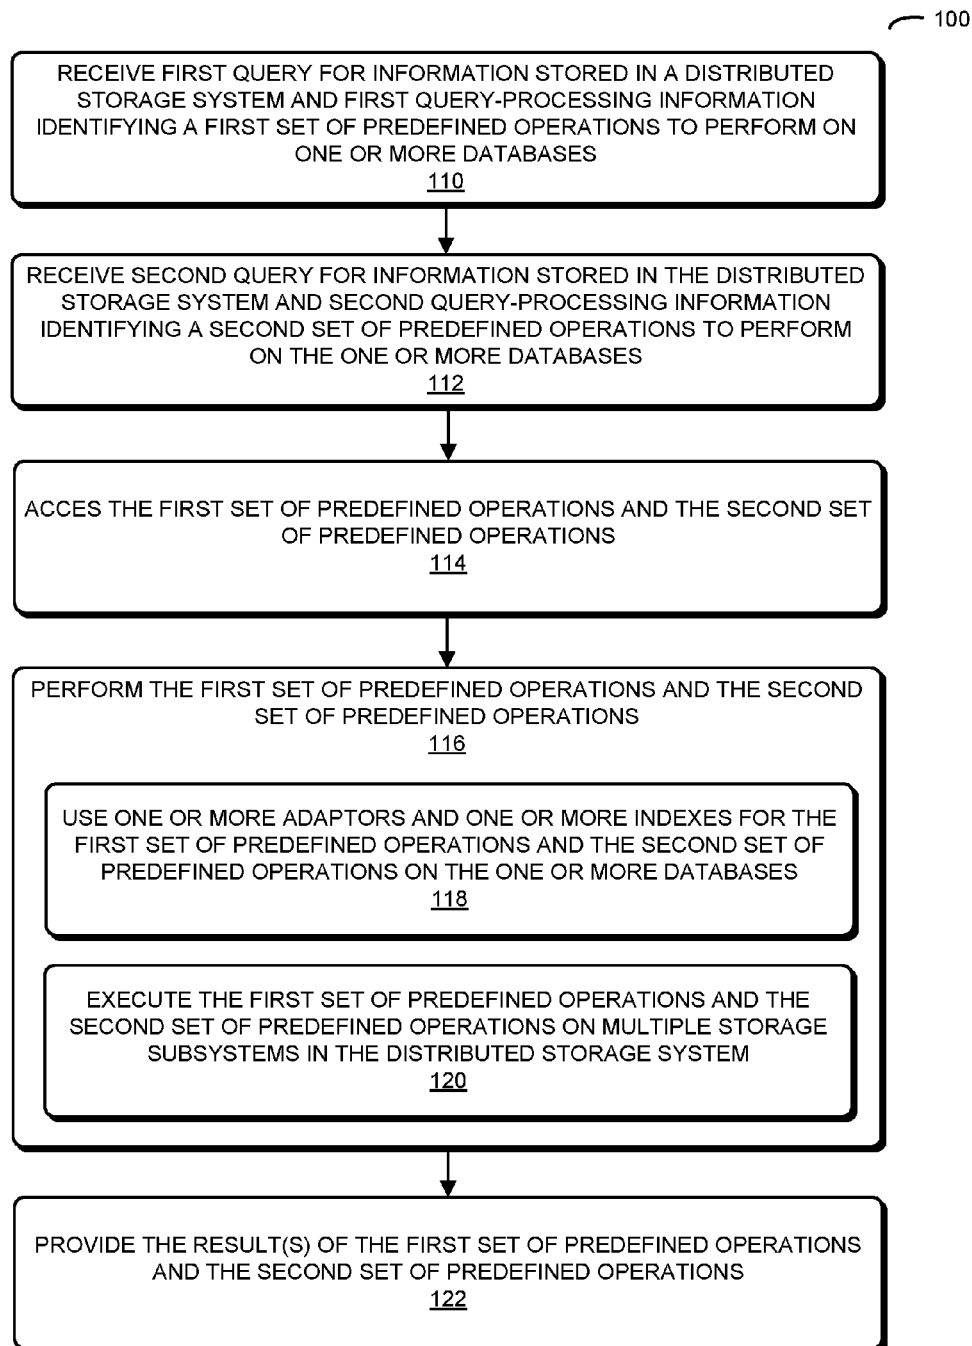 100
RECEIVE FIRST QUERY FOR INFORMATION STORED IN A DISTRIBUTED
STORAGE SYSTEM AND FIRST QUERY-PROCESSING INFORMATION
IDENTIFYING A FIRST SET OF PREDEFINED OPERATIONS TO PERFORM ON
ONE OR MORE DATABASES
110
RECEIVE SECOND QUERY FOR INFORMATION STORED IN THE DISTRIBUTED
STORAGE SYSTEM AND SECOND QUERY-PROCESSING INFORMATION
IDENTIFYING A SECOND SET OF PREDEFINED OPERATIONS TO PERFORM
ON THE ONE OR MORE DATABASES
112
ACCES THE FIRST SET OF PREDEFINED OPERATIONS AND THE SECOND SET
OF PREDEFINED OPERATIONS
114
PERFORM THE FIRST SET OF PREDEFINED OPERATIONS AND THE SECOND
SET OF PREDEFINED OPERATIONS
116
USE ONE OR MORE ADAPTORS AND ONE OR MORE INDEXES FOR THE
FIRST SET OF PREDEFINED OPERATIONS AND THE SECOND SET OF
PREDEFINED OPERATIONS ON THE ONE OR MORE DATABASES
118
EXECUTE THE FIRST SET OF PREDEFINED OPERATIONS AND THE
SECOND SET OF PREDEFINED OPERATIONS ON MULTIPLE STORAGE
SUBSYSTEMS IN THE DISTRIBUTED STORAGE SYSTEM
120
PROVIDE THE RESULT(S) OF THE FIRST SET OF PREDEFINED OPERATIONS
AND THE SECOND SET OF PREDEFINED OPERATIONS
122